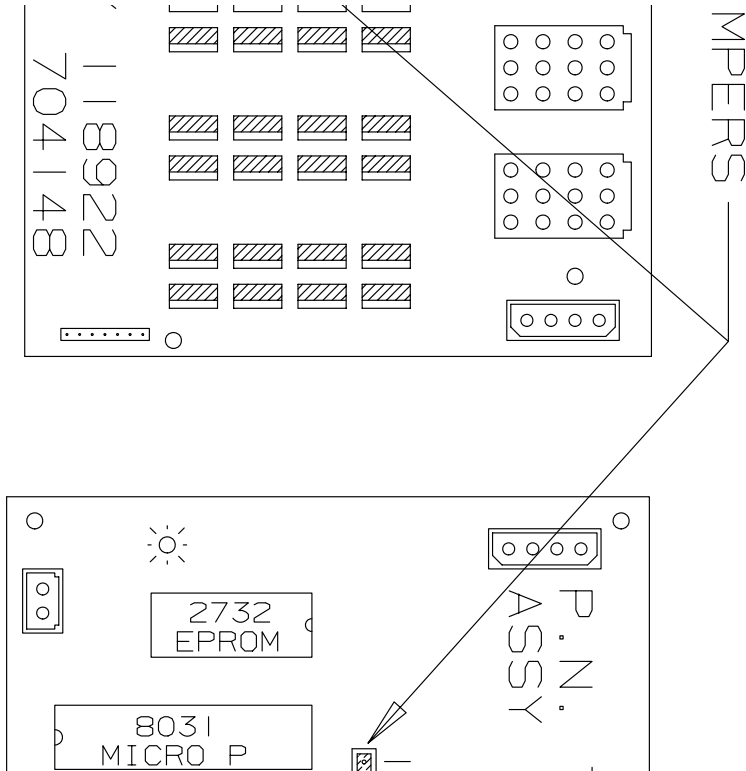 MPERS
118922
704148
P.N.
ASSY
2732
EPROM
8031
MICRO P